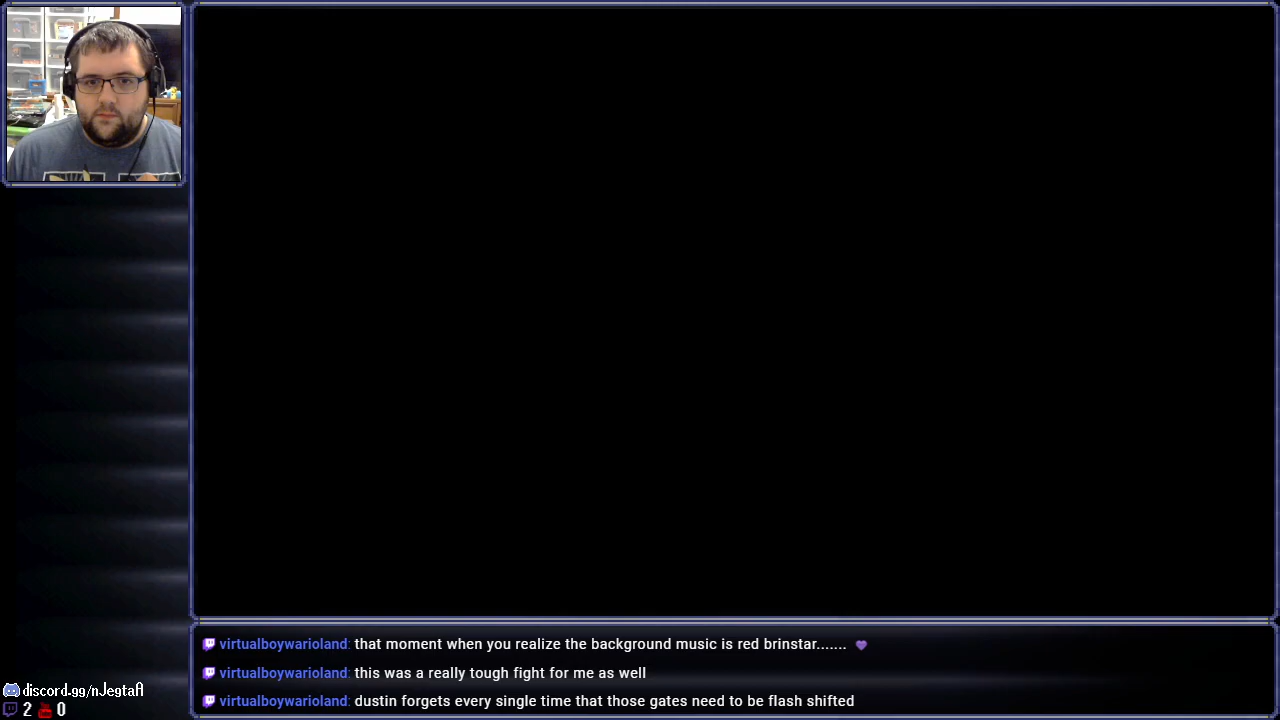 virtualboywarioland: that moment when you realize the background music is red brinstar.......
virtualboywarioland: this was a really tough fight for me as well
virtualboywarioland: dustin forgets every single time that those gates need to be flash shifted
discord.gg/nJegtaA
2 0